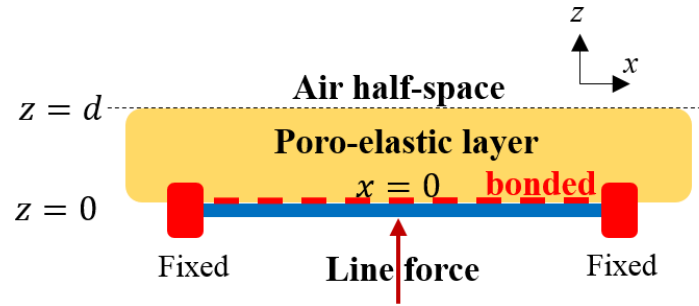 z
x
Air half-space
z = d
Poro-elastic layer
x = 0
bonded
z = 0
Fixed
Line force
Fixed